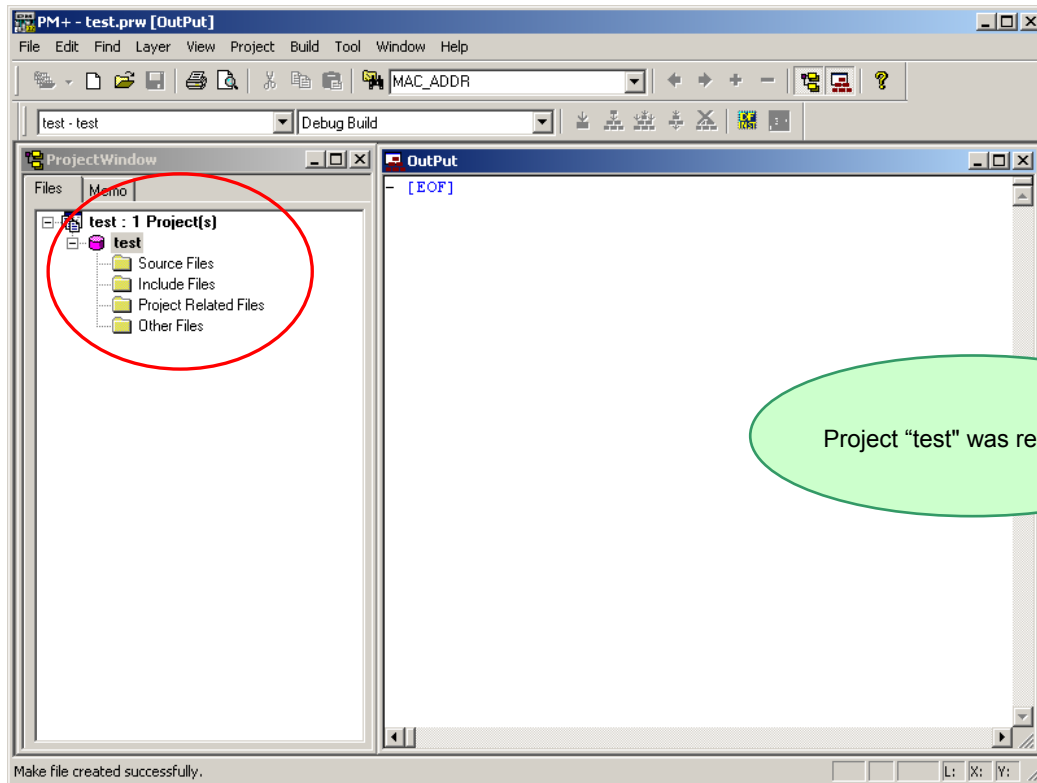 PM+ - test.prw [OutPut]
File Edit Find Layer View Project Build Tool Window Help
MAC_ADDR
test - test
Debug Build
ProjectWindow
Files
Memo
test : 1 Project(s)
test
Source Files
Include Files
Project Related Files
Other Files
OutPut
[EOF]
Project “test" was re
Make file created successfully.
L: X: Y: